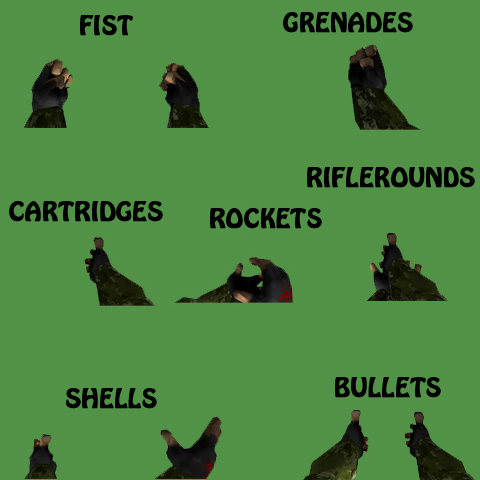 FIST
GRENADES
RIFLEROUNDS
CARTRIDGES
ROCKETS
BULLETS
SHELLS